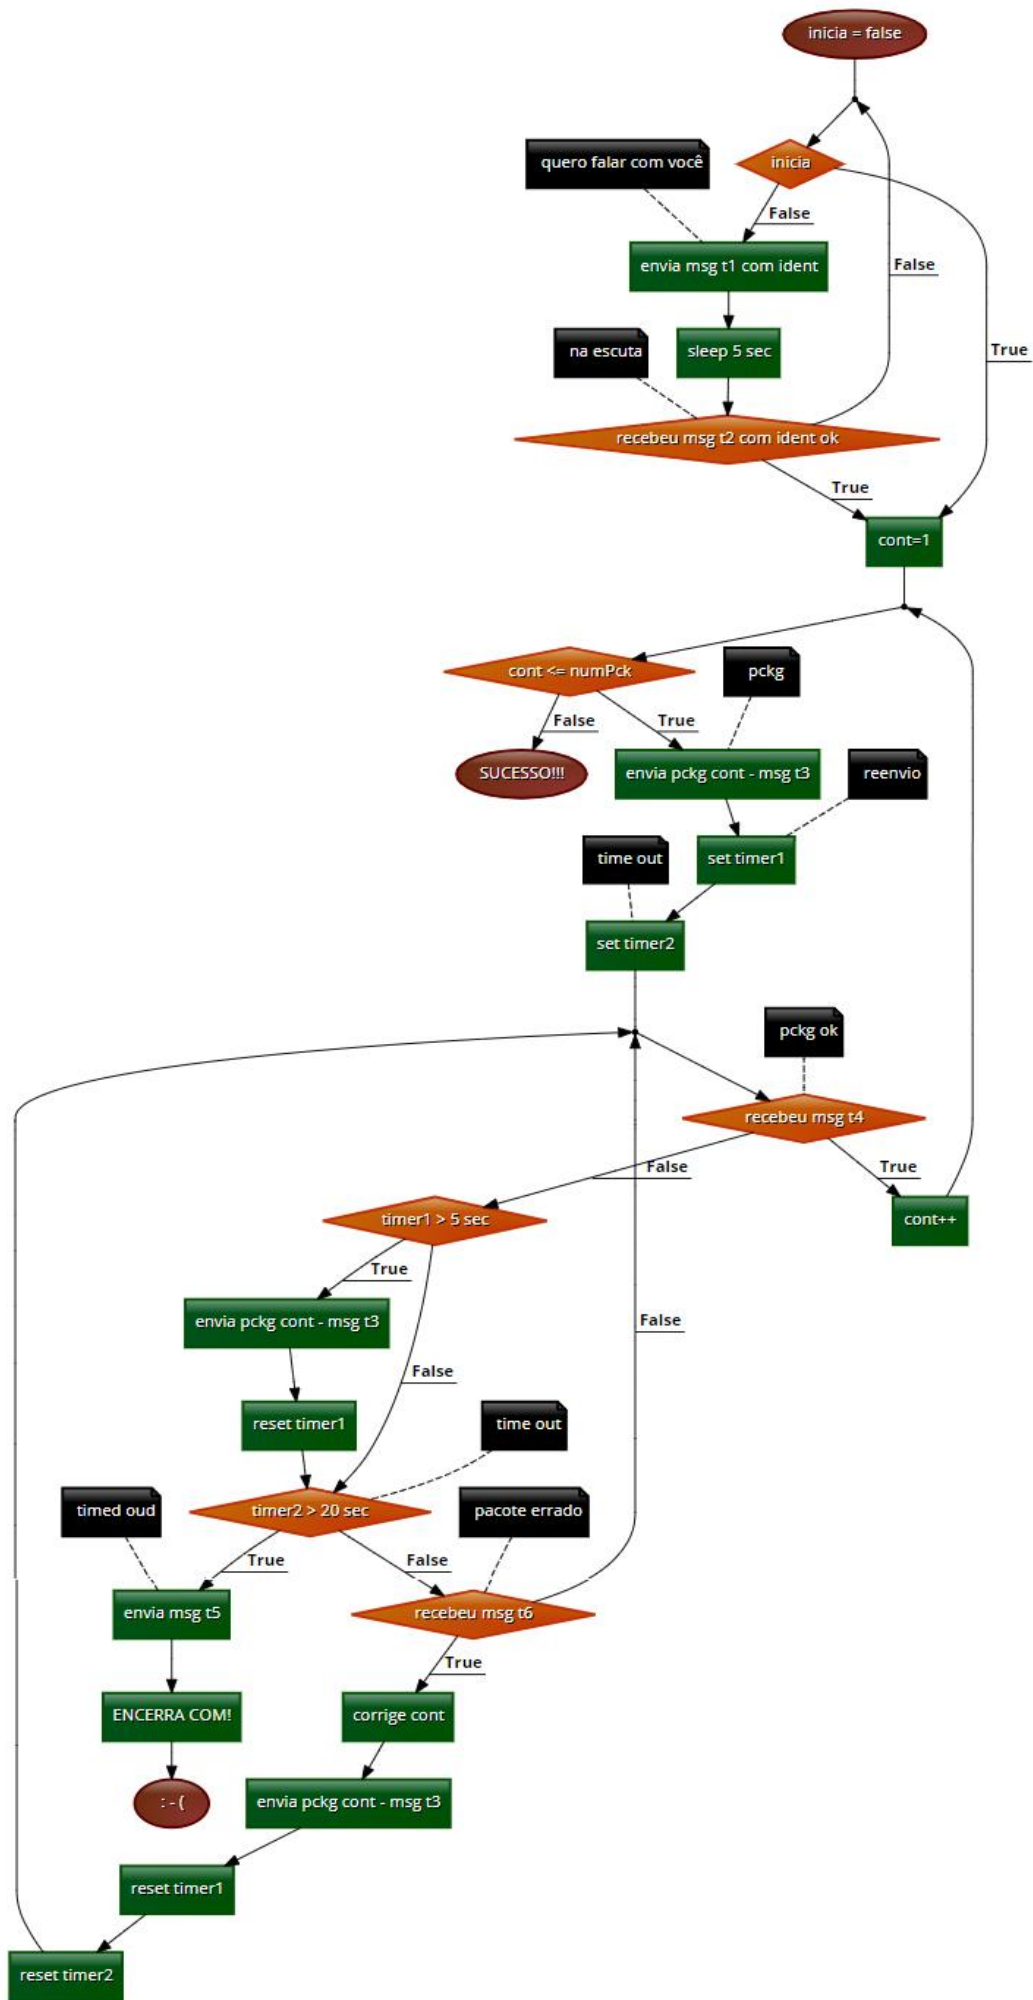 inicia = false
quero falar com você
inicia
False
envia msg t1 com ident
False
na escuta
sleep 5 sec
True
recebeu msg t2 com ident ok
True
cont=1
cont <= numPck
pckg
False
True
SUCESSO!!!
envia pckg cont - msg t3
reenvio
time out
set timer1
set timer2
pckg ok
recebeu msg t4
False
True
timer1 > 5 sec
cont++
True
envia pckg cont - msg t3
False
False
reset timer1
time out
timed oud
timer2 > 20 sec
pacote errado
True
False
envia msg t5
recebeu msg t6
True
ENCERRA COM!
corrige cont
: - (
envia pckg cont - msg t3
reset timer1
reset timer2